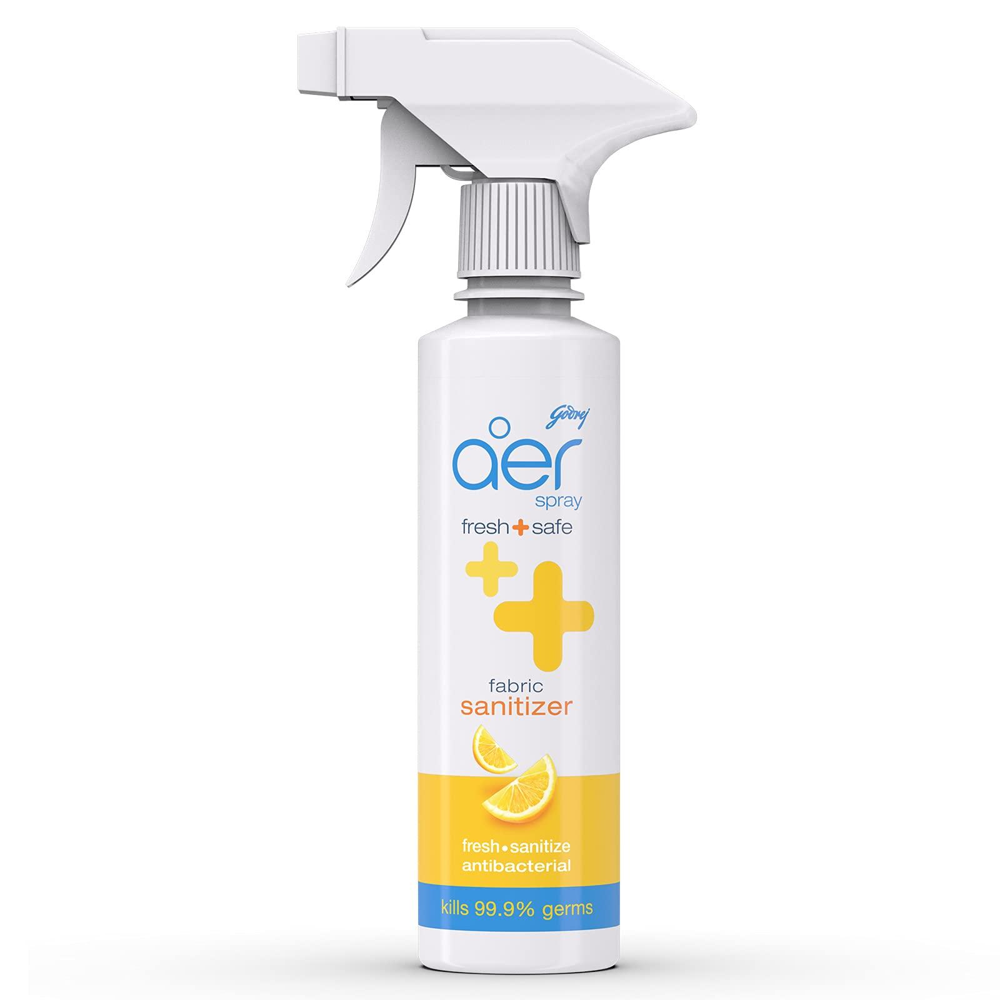 Godrej
aer
spray
fresh+safe
fabric
sanitizer
fresh•sanitize
antibacterial
kills 99.9% germs